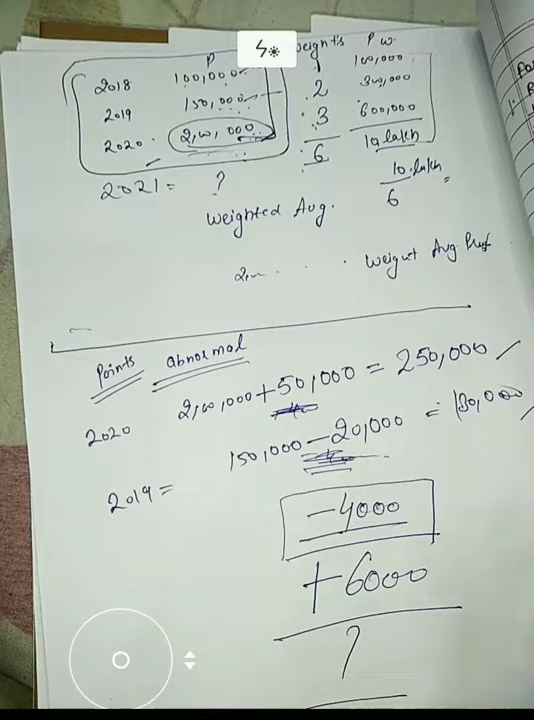 P weights P w.
2018 100,000 1 100,000
2019 150,000 2 300,000
2020 2,00,000 3 600,000
6 10 lakh
2021 = ?
10 lakh
6 =
Weighted Avg.
Weight Avg
Points abnormal
2020 2,00,000 + 50,000 = 250,000
2019 = 150,000 - 20,000 = 130,000
- 4000
+ 6000
?